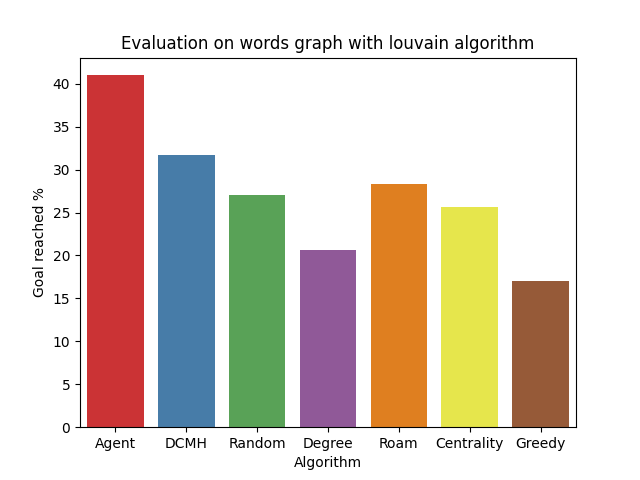 Evaluation on words graph with louvain algorithm
Goal reached %
40
35
30
25
20
15
10
5
0
Agent DCMH Random Degree Roam Centrality Greedy
Algorithm